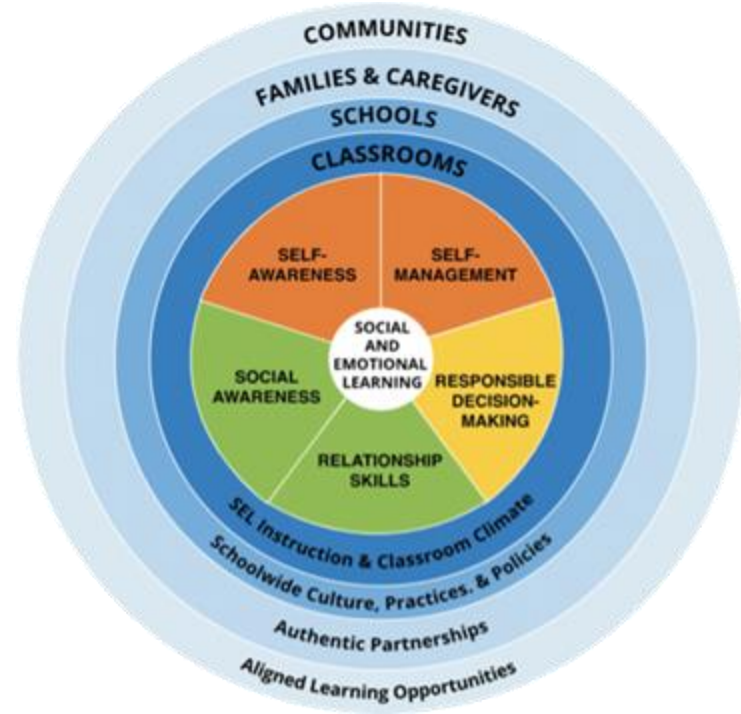 COMMUNITIES
FAMILIES & CAREGIVERS
SCHOOLS
CLASSROOMS
SELF-
AWARENESS
SELF-
MANAGEMENT
SOCIAL
AND
EMOTIONAL
LEARNING
SOCIAL
AWARENESS
RESPONSIBLE
DECISION-
MAKING
RELATIONSHIP
SKILLS
SEL Instruction & Classroom Climate
Schoolwide Culture, Practices, & Policies
Authentic Partnerships
Aligned Learning Opportunities